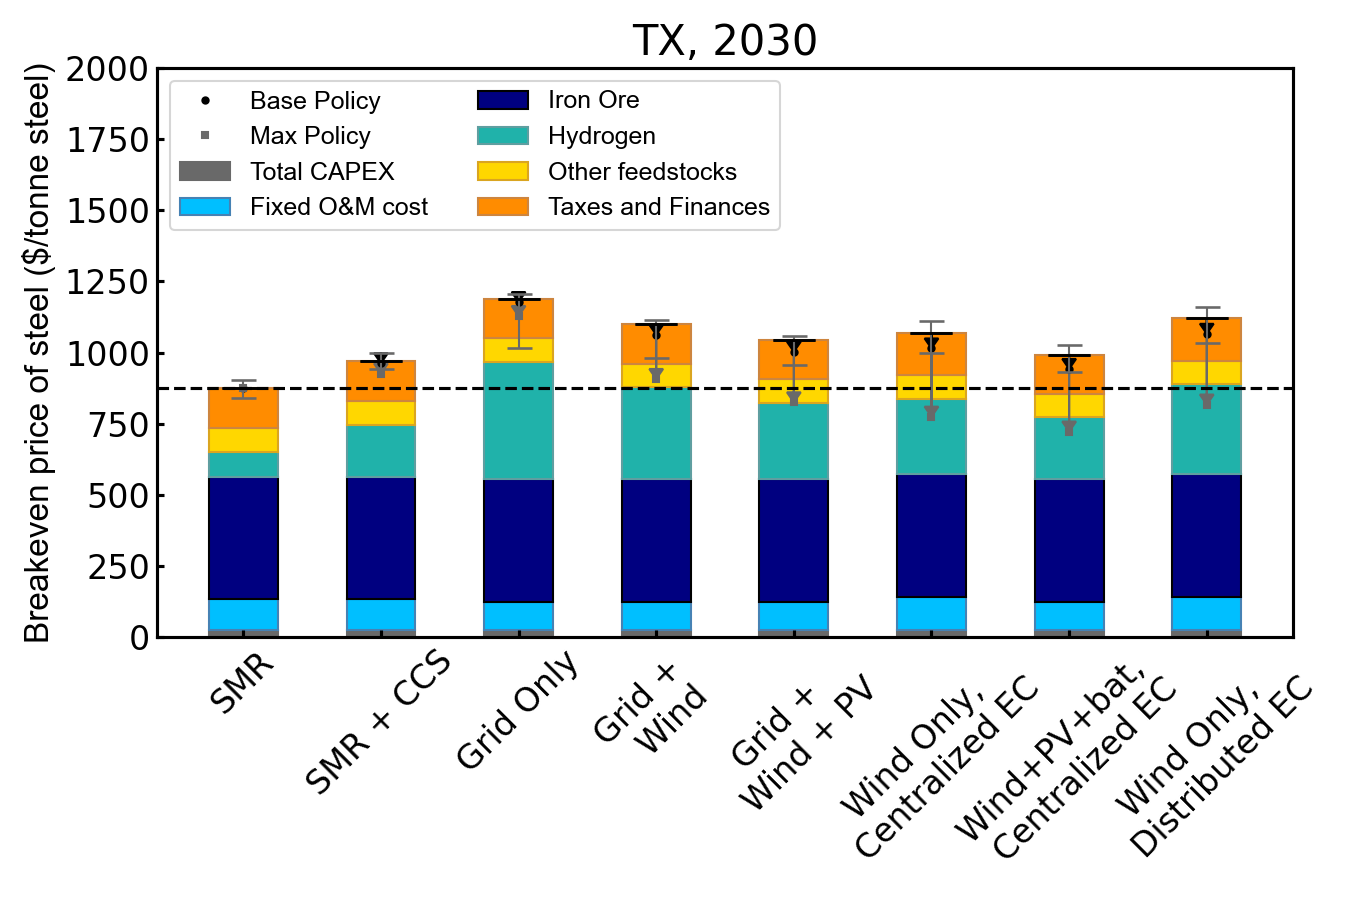 TX, 2030
Breakeven price of steel ($/tonne steel)
2000
1750
1500
1250
1000
750
500
250
0
Base Policy
Max Policy
Total CAPEX
Fixed O&M cost
Iron Ore
Hydrogen
Other feedstocks
Taxes and Finances
SMR
SMR + CCS
Grid Only
Grid +
Wind
Grid +
Wind + PV
Wind Only,
Centralized EC
Wind+PV+bat,
Centralized EC
Wind Only,
Distributed EC